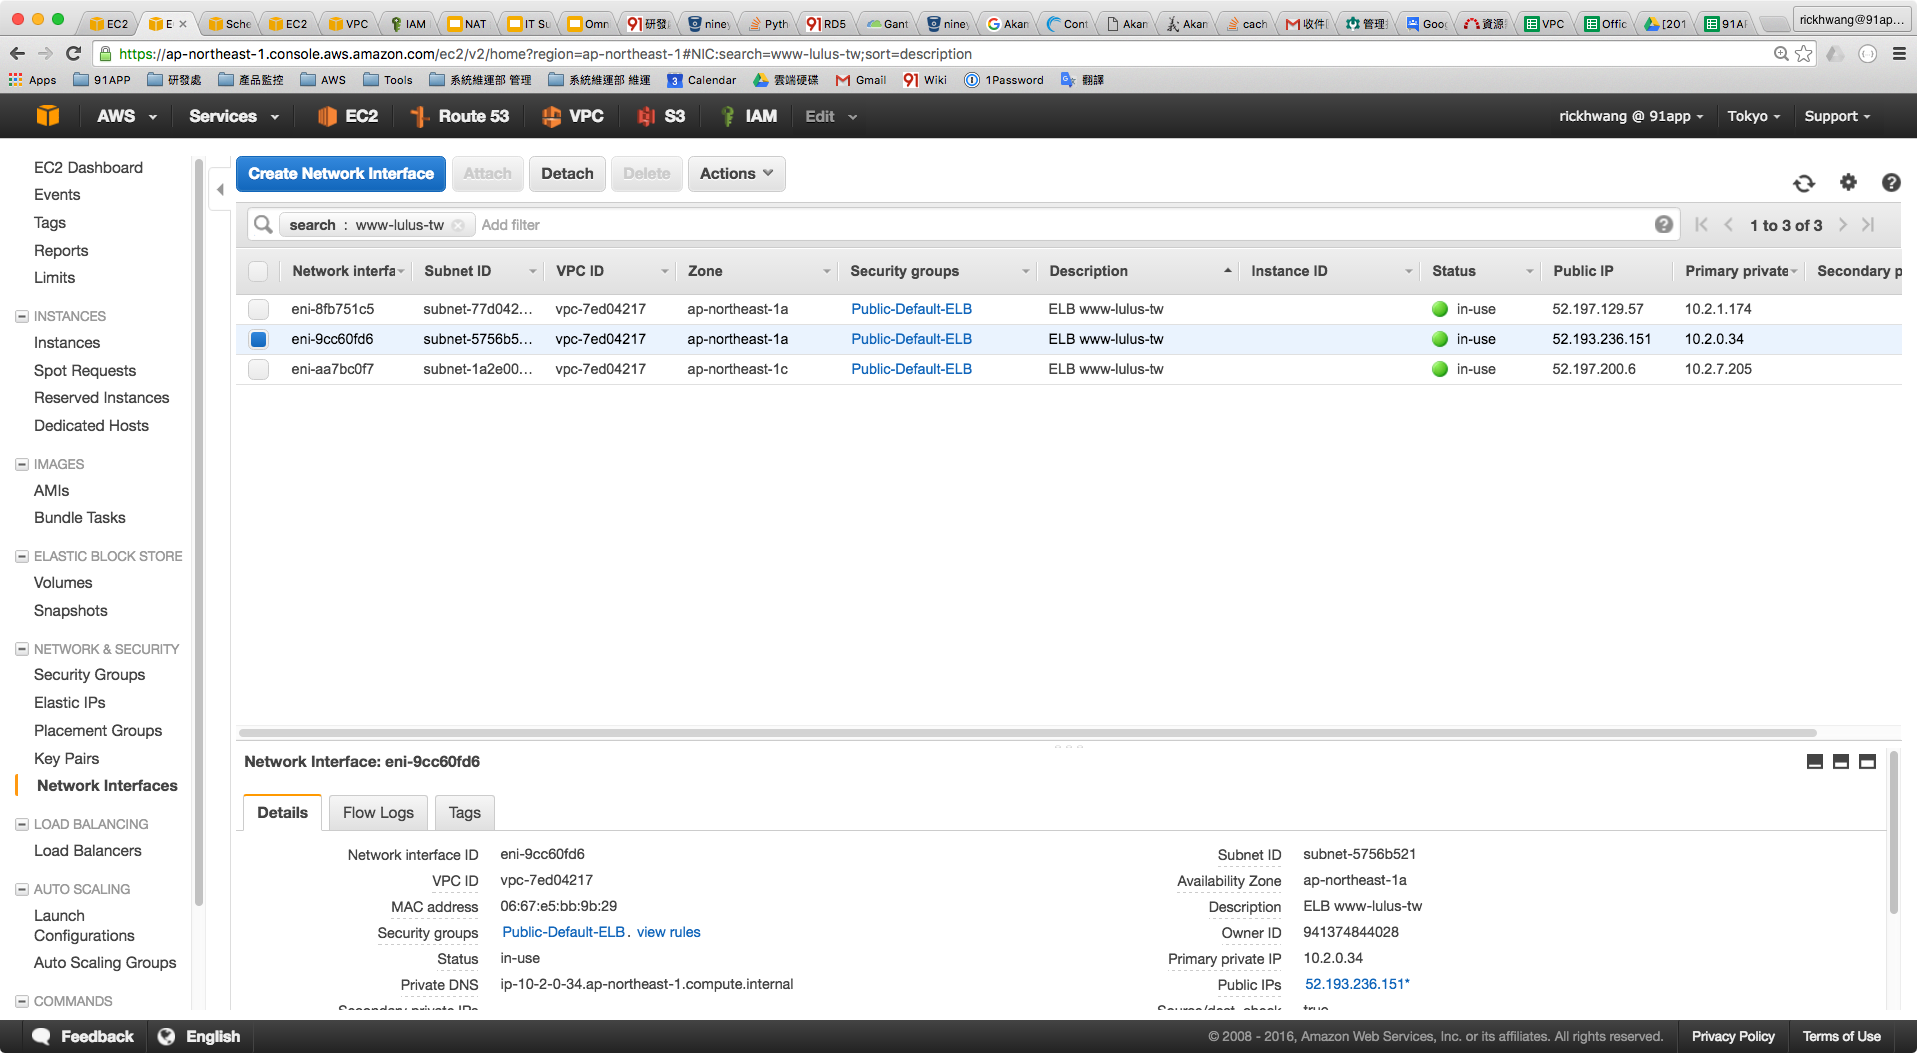 EC2 E Sche EC2 VPC IAM NAT IT Su Omn 研發 nine Pyth RD5 Gant nine Akan Cont Akan Akan cach 收件 管理 Goo 資源 VPC Offic [201 91AI rickhwang@91app...
https://ap-northeast-1.console.aws.amazon.com/ec2/v2/home?region=ap-northeast-1#NIC:search=www-lulus-tw;sort=description
Apps 91APP 研發處 產品監控 AWS Tools 系統維運部 管理 系統維運部 維運 3 Calendar 雲端硬碟 Gmail 91 Wiki 1Password 翻譯
AWS Services EC2 Route 53 VPC S3 IAM Edit rickhwang @ 91app Tokyo Support
EC2 Dashboard
Events
Tags
Reports
Limits
INSTANCES
Instances
Spot Requests
Reserved Instances
Dedicated Hosts
IMAGES
AMIs
Bundle Tasks
ELASTIC BLOCK STORE
Volumes
Snapshots
NETWORK & SECURITY
Security Groups
Elastic IPs
Placement Groups
Key Pairs
Network Interfaces
LOAD BALANCING
Load Balancers
AUTO SCALING
Launch
Configurations
Auto Scaling Groups
COMMANDS
Create Network Interface Attach Detach Delete Actions
search : www-lulus-tw Add filter 1 to 3 of 3
Network interfa Subnet ID VPC ID Zone Security groups Description Instance ID Status Public IP Primary private Secondary p
eni-8fb751c5 subnet-77d042... vpc-7ed04217 ap-northeast-1a Public-Default-ELB ELB www-lulus-tw in-use 52.197.129.57 10.2.1.174
eni-9cc60fd6 subnet-5756b5... vpc-7ed04217 ap-northeast-1a Public-Default-ELB ELB www-lulus-tw in-use 52.193.236.151 10.2.0.34
eni-aa7bc0f7 subnet-1a2e00... vpc-7ed04217 ap-northeast-1c Public-Default-ELB ELB www-lulus-tw in-use 52.197.200.6 10.2.7.205
Network Interface: eni-9cc60fd6
Details Flow Logs Tags
Network interface ID eni-9cc60fd6 Subnet ID subnet-5756b521
VPC ID vpc-7ed04217 Availability Zone ap-northeast-1a
MAC address 06:67:e5:bb:9b:29 Description ELB www-lulus-tw
Security groups Public-Default-ELB. view rules Owner ID 941374844028
Status in-use Primary private IP 10.2.0.34
Private DNS ip-10-2-0-34.ap-northeast-1.compute.internal Public IPs 52.193.236.151*
Secondary private IPs Source/dest. check true
Feedback English © 2008 - 2016, Amazon Web Services, Inc. or its affiliates. All rights reserved. Privacy Policy Terms of Use